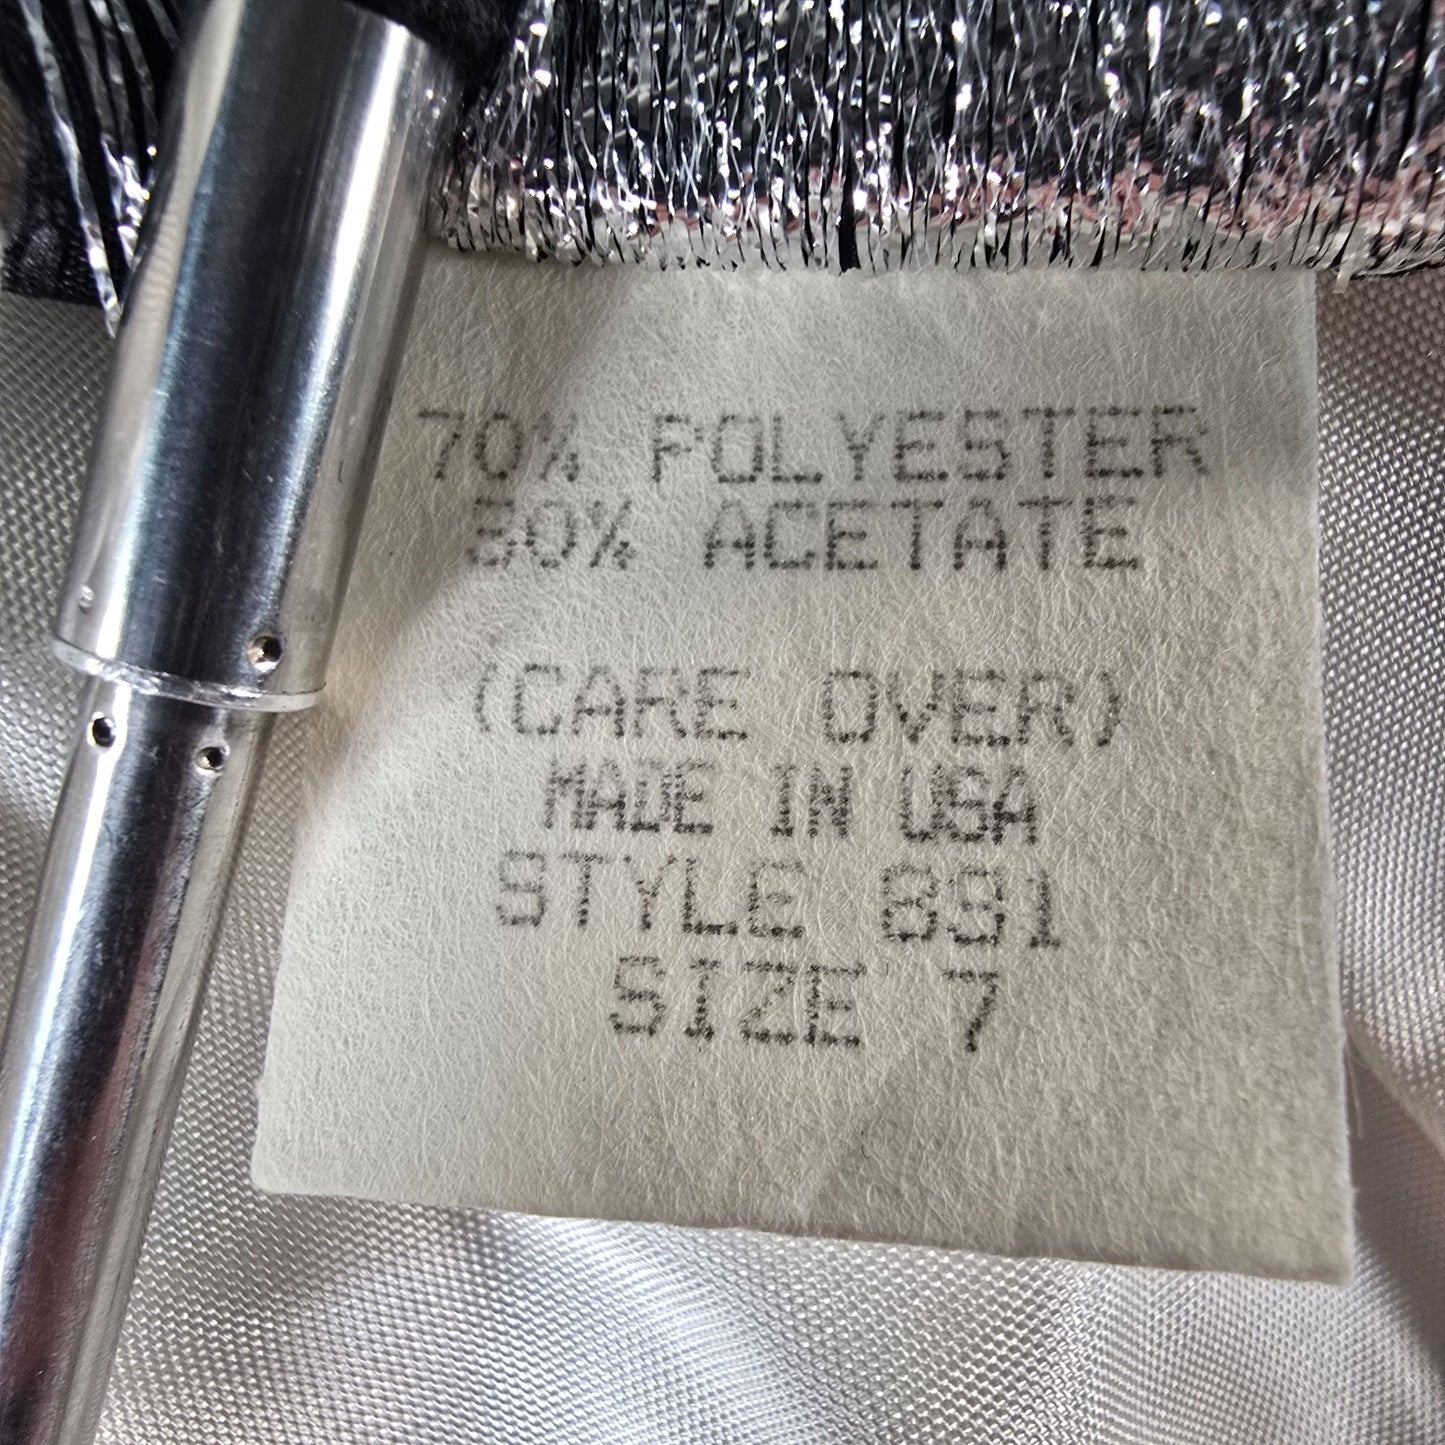 70% POLYESTER
30% ACETATE
(CARE OVER)
MADE IN USA
STYLE 891
SIZE 7